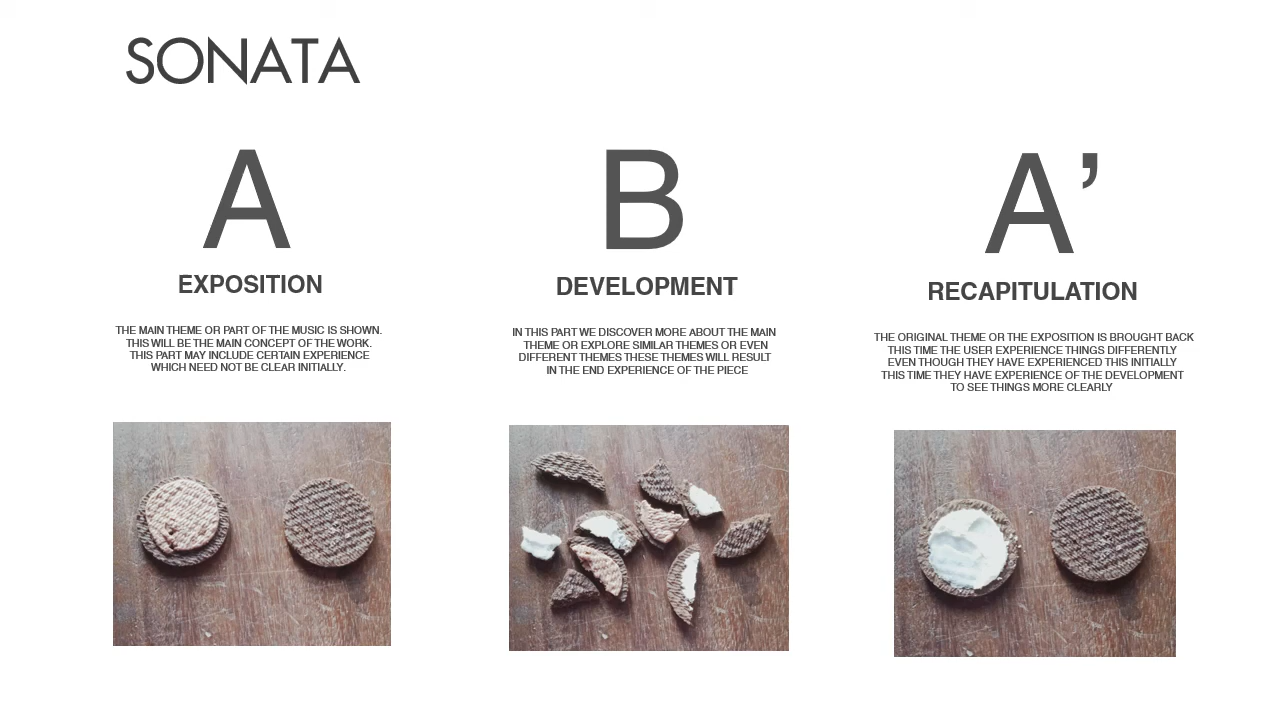 SONATA
A
EXPOSITION
THE MAIN THEME OR PART OF THE MUSIC IS SHOWN.
THIS WILL BE THE MAIN CONCEPT OF THE WORK.
THIS PART MAY INCLUDE CERTAIN EXPERIENCE
WHICH NEED NOT BE CLEAR INITIALLY.
B
DEVELOPMENT
IN THIS PART WE DISCOVER MORE ABOUT THE MAIN
THEME OR EXPLORE SIMILAR THEMES OR EVEN
DIFFERENT THEMES THESE THEMES WILL RESULT
IN THE END EXPERIENCE OF THE PIECE
A’
RECAPITULATION
THE ORIGINAL THEME OR THE EXPOSITION IS BROUGHT BACK
THIS TIME THE USER EXPERIENCE THINGS DIFFERENTLY
EVEN THOUGH THEY HAVE EXPERIENCED THIS INITIALLY
THIS TIME THEY HAVE EXPERIENCE OF THE DEVELOPMENT
TO SEE THINGS MORE CLEARLY